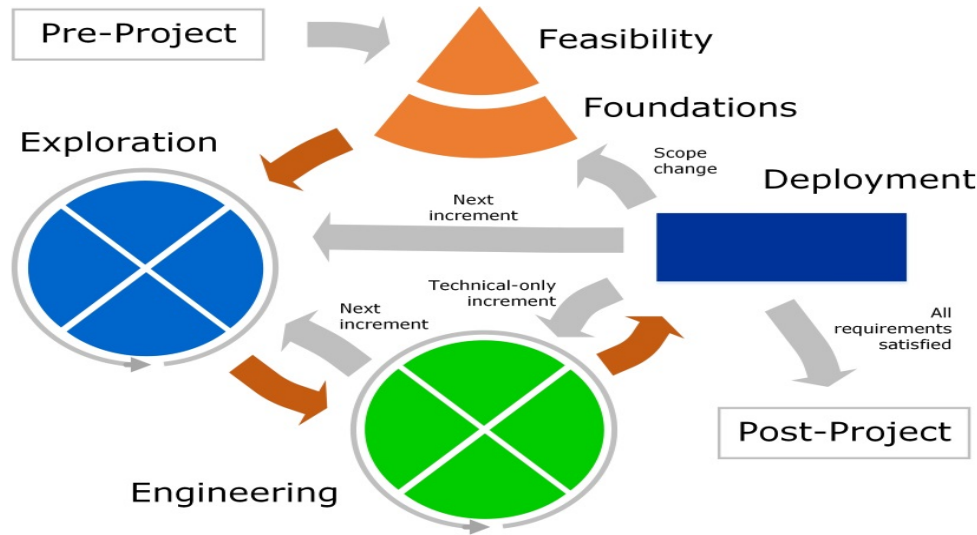 Pre-Project
Feasibility
Foundations
Exploration
Scope
change
Deployment
Next
increment
Technical-only
increment
Next
increment
All
requirements
satisfied
Post-Project
Engineering